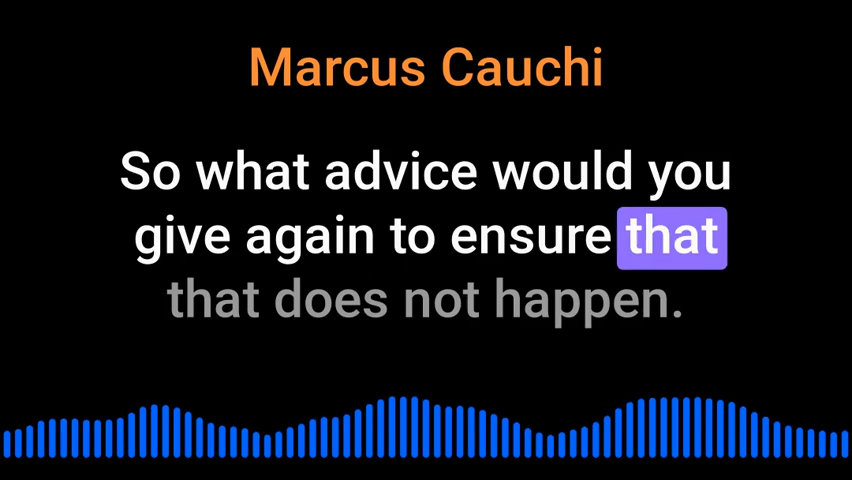 Marcus Cauchi
So what advice would you
give again to ensure that
that does not happen.